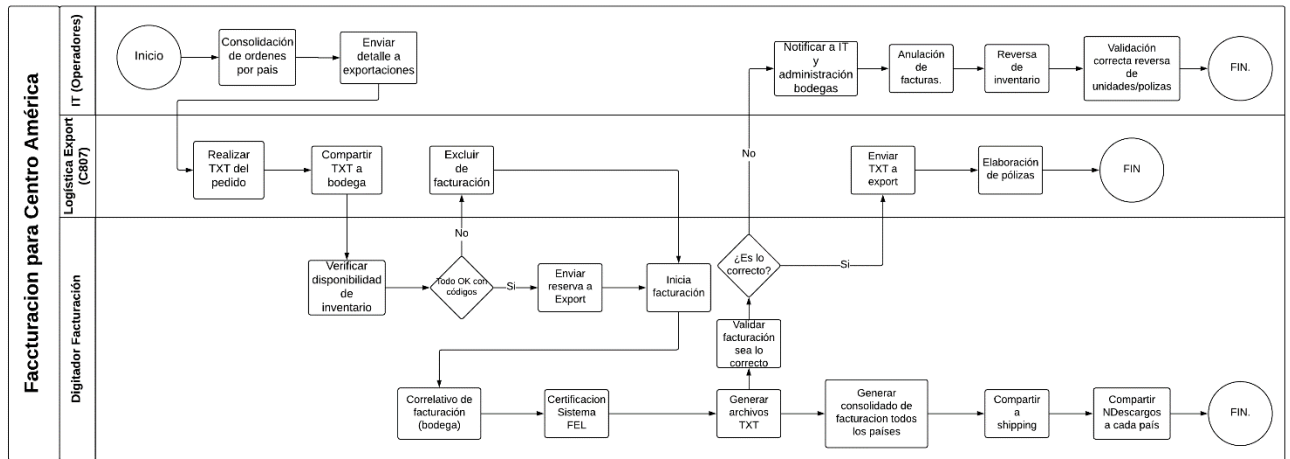 Faccturacion para Centro América
IT (Operadores)
Inicio
Consolidación
de ordenes
por pais
Enviar
detalle a
exportaciones
Notificar a IT
y
administración
bodegas
Anulación
de
facturas.
Reversa
de
inventario
Validación
correcta reversa
de
unidades/polizas
FIN.
Logística Export
(C807)
Realizar
TXT del
pedido
Compartir
TXT a
bodega
Excluir
de
facturación
No
Enviar
TXT a
export
Elaboración
de pólizas
FIN
Digitador Facturación
Verificar
disponibilidad
de
inventario
No
Todo OK con
códigos
Si
Enviar
reserva a
Export
Inicia
facturación
¿Es lo
correcto?
Si
Validar
facturación
sea lo
correcto
Correlativo de
facturación
(bodega)
Certificacion
Sistema
FEL
Generar
archivos
TXT
Generar
consolidado de
facturacion todos
los países
Compartir
a
shipping
Compartir
NDescargos
a cada país
FIN.